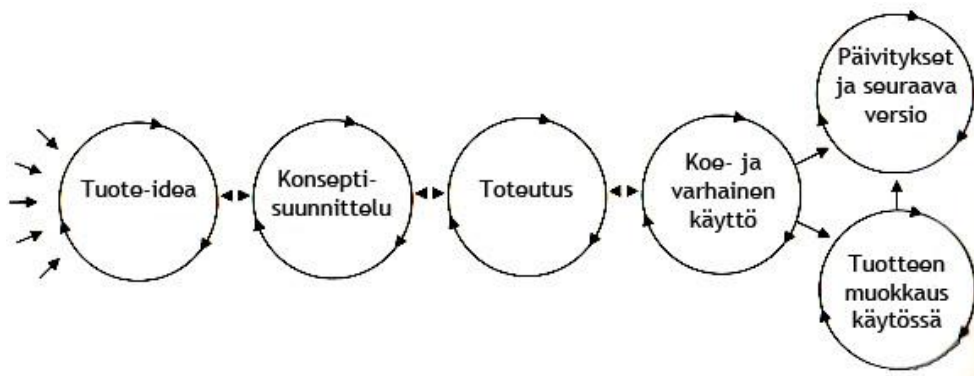 Tuote-idea
Konsepti-
suunnittelu
Toteutus
Koe- ja
varhainen
käyttö
Päivitykset
ja seuraava
versio
Tuotteen
muokkaus
käytössä